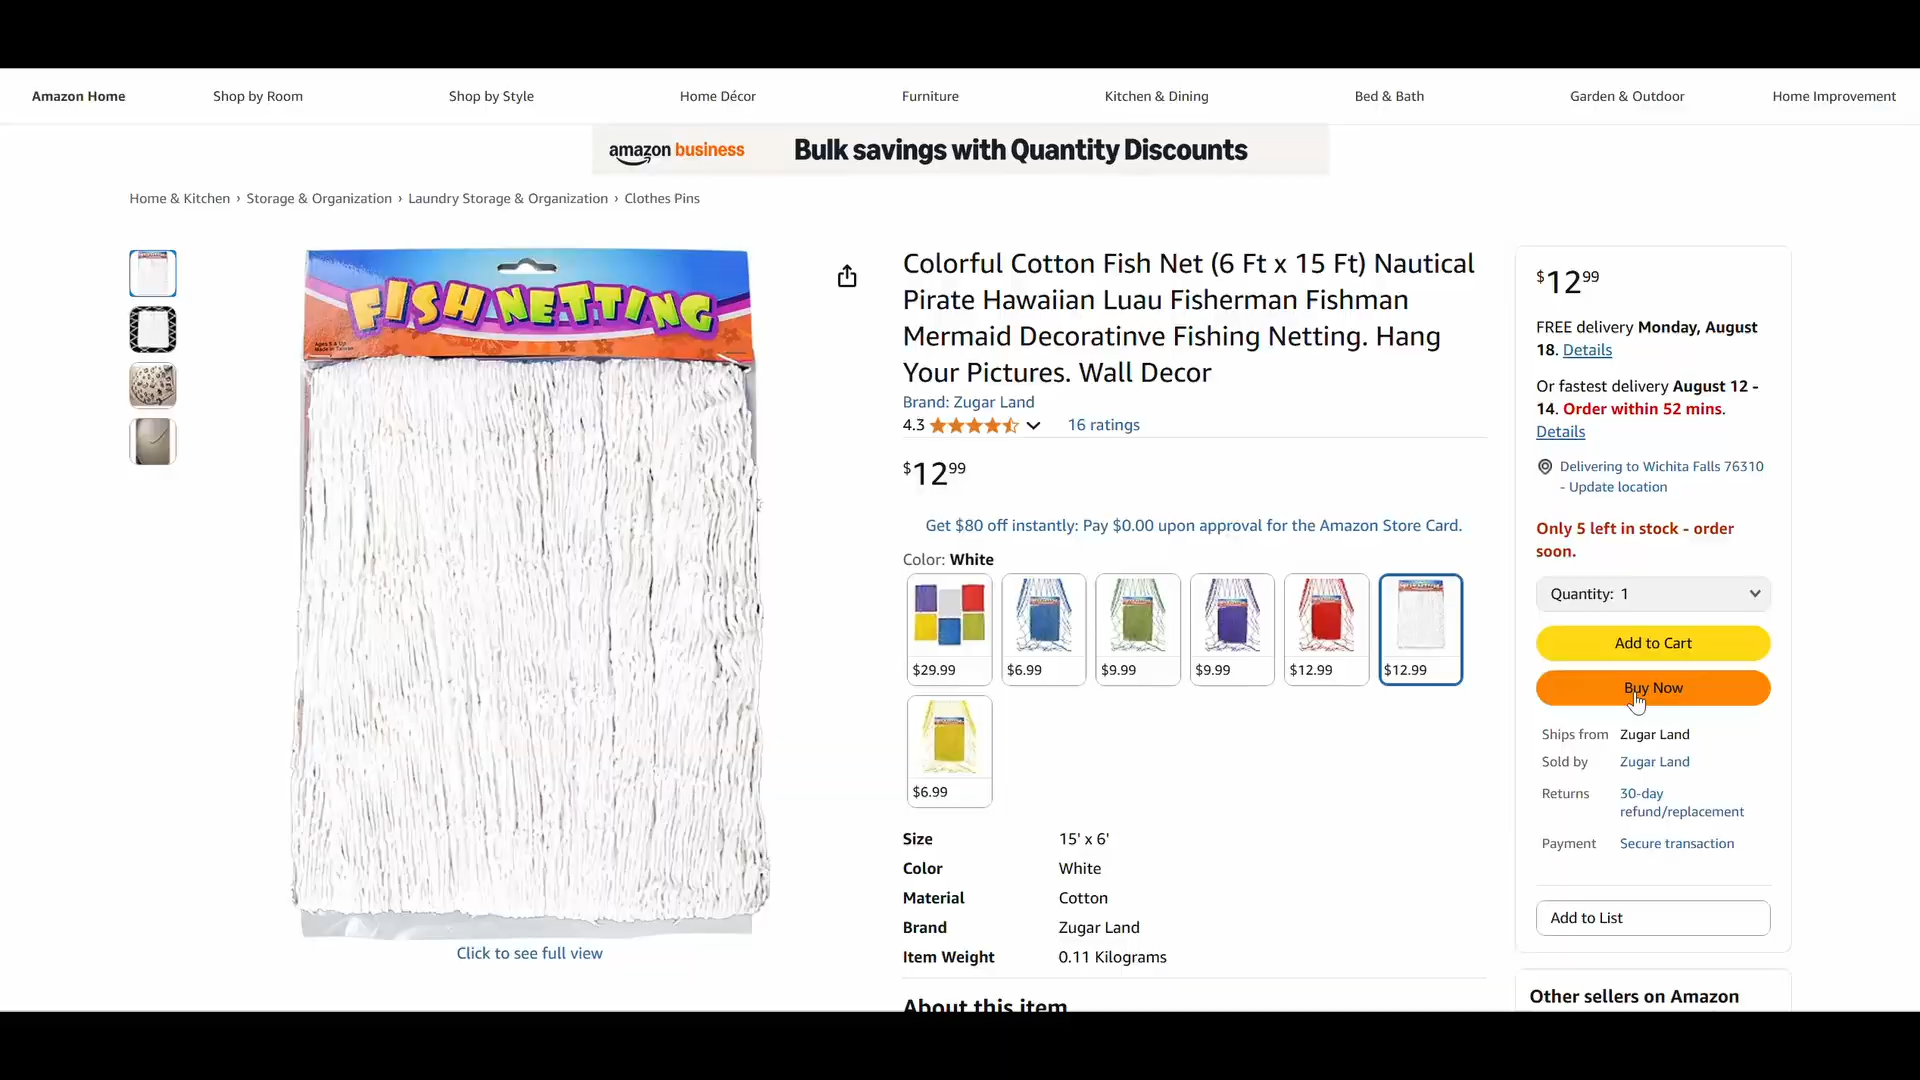 Amazon Home Shop by Room Shop by Style Home Décor Furniture Kitchen & Dining Bed & Bath Garden & Outdoor Home Improvement
amazon business Bulk savings with Quantity Discounts
Home & Kitchen › Storage & Organization › Laundry Storage & Organization › Clothes Pins
FISH NETTING
Click to see full view
Colorful Cotton Fish Net (6 Ft x 15 Ft) Nautical
Pirate Hawaiian Luau Fisherman Fishman
Mermaid Decoratinve Fishing Netting. Hang
Your Pictures. Wall Decor
Brand: Zugar Land
4.3 16 ratings
$12.99
Get $80 off instantly: Pay $0.00 upon approval for the Amazon Store Card.
Color: White
$29.99 $6.99 $9.99 $9.99 $12.99 $12.99
$6.99
Size 15' x 6'
Color White
Material Cotton
Brand Zugar Land
Item Weight 0.11 Kilograms
About this item
$12.99
FREE delivery Monday, August
18. Details
Or fastest delivery August 12 -
14. Order within 52 mins.
Details
Delivering to Wichita Falls 76310
- Update location
Only 5 left in stock - order
soon.
Quantity: 1
Add to Cart
Buy Now
Ships from Zugar Land
Sold by Zugar Land
Returns 30-day
refund/replacement
Payment Secure transaction
Add to List
Other sellers on Amazon